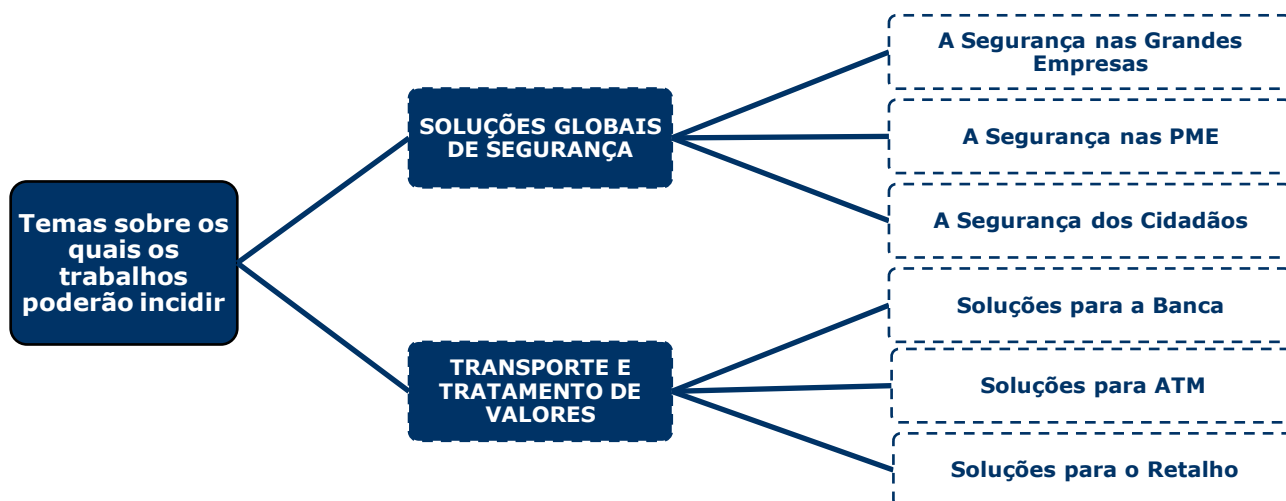 Temas sobre os
quais os
trabalhos
poderão incidir
SOLUÇÕES GLOBAIS
DE SEGURANÇA
A Segurança nas Grandes
Empresas
A Segurança nas PME
A Segurança dos Cidadãos
TRANSPORTE E
TRATAMENTO DE
VALORES
Soluções para a Banca
Soluções para ATM
Soluções para o Retalho